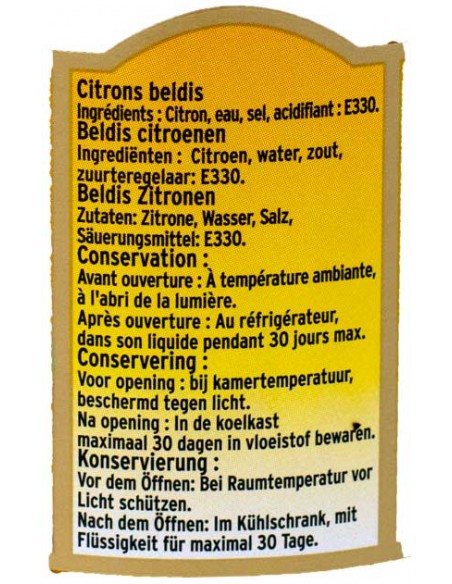 Citrons beldis
Ingrédients : Citron, eau, sel, acidifiant : E330.
Beldis citroenen
Ingrediënten : Citroen, water, zout,
zuurteregelaar: E330.
Beldis Zitronen
Zutaten: Zitrone, Wasser, Salz,
Säuerungsmittel: E330.
Conservation :
Avant ouverture : À température ambiante,
à l'abri de la lumière.
Après ouverture : Au réfrigérateur,
dans son liquide pendant 30 jours max.
Conservering :
Voor opening : bij kamertemperatuur,
beschermd tegen licht.
Na opening : In de koelkast
maximaal 30 dagen in vloeistof bewaren.
Konservierung :
Vor dem Öffnen: Bei Raumtemperatur vor
Licht schützen.
Nach dem Öffnen: Im Kühlschrank, mit
Flüssigkeit für maximal 30 Tage.